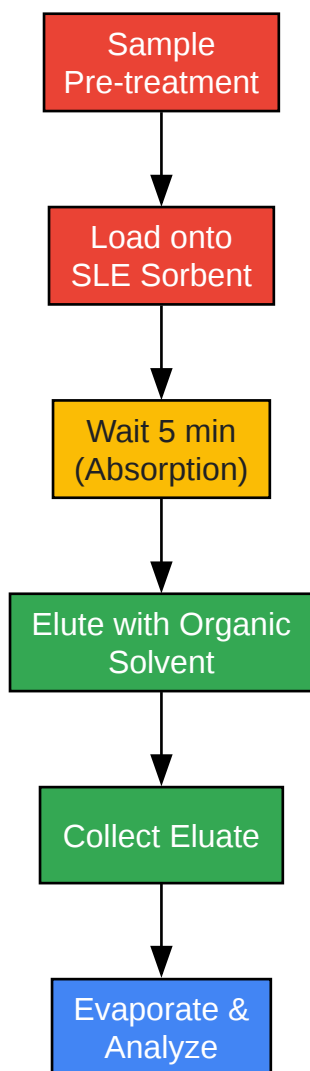 Sample
Pre-treatment
Load onto
SLE Sorbent
Wait 5 min
(Absorption)
Elute with Organic
Solvent
Collect Eluate
Evaporate &
Analyze